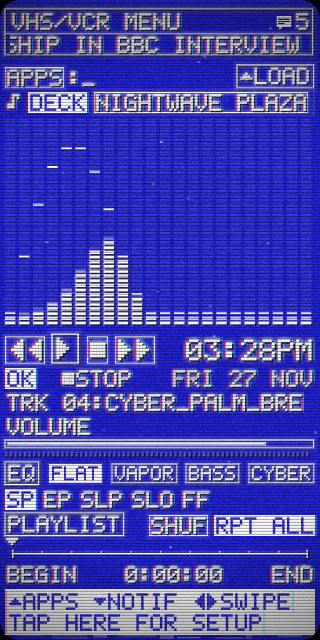 VHS/VCR MENU 5
SHIP IN BBC INTERVIEW
APPS:_ LOAD
DECK NIGHTWAVE PLAZA
03:28PM
OK STOP FRI 27 NOV
TRK 04:CYBER_PALM_BRE
VOLUME
EQ FLAT VAPOR BASS CYBER
SP EP SLP SLO FF
PLAYLIST SHUF RPT ALL
BEGIN 0:00:00 END
APPS NOTIF SWIPE
TAP HERE FOR SETUP